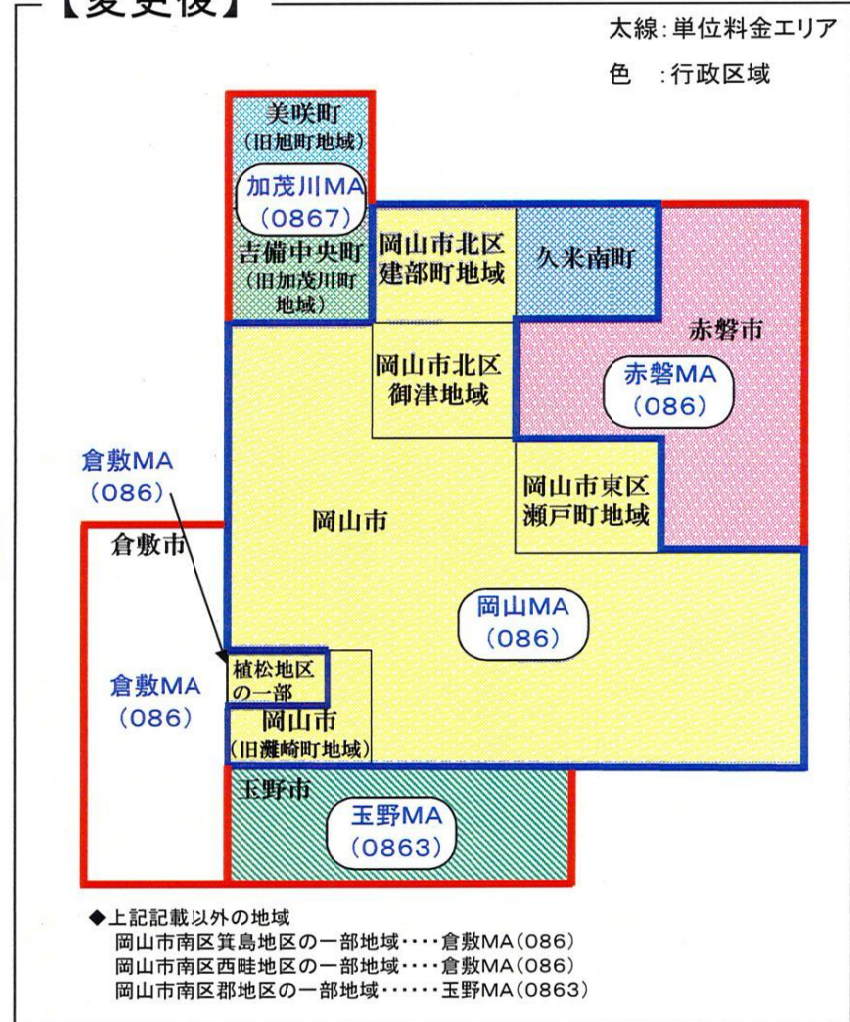 【変更後】
太線:単位料金エリア
色 :行政区域
美咲町
(旧旭町地域)
加茂川MA
(0867)
吉備中央町
(旧加茂川町
地域)
岡山市北区
建部町地域
久米南町
赤磐市
岡山市北区
御津地域
赤磐MA
(086)
倉敷MA
(086)
岡山市東区
瀬戸町地域
岡山市
倉敷市
岡山MA
(086)
植松地区
の一部
倉敷MA
(086)
岡山市
(旧灘崎町地域)
玉野市
玉野MA
(0863)
◆上記記載以外の地域
岡山市南区箕島地区の一部地域‥‥倉敷MA(086)
岡山市南区西畦地区の一部地域‥‥倉敷MA(086)
岡山市南区郡地区の一部地域‥‥‥玉野MA(0863)